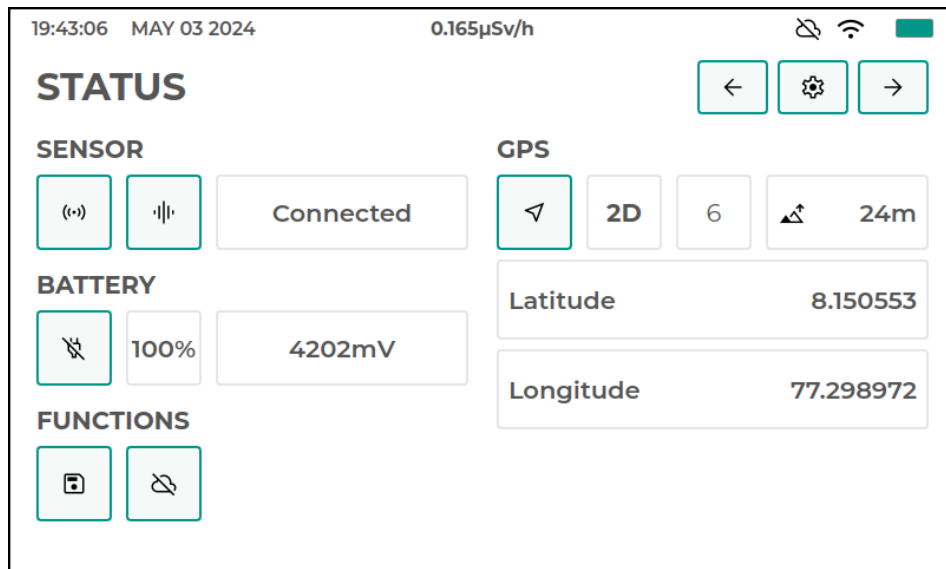 19:43:06 MAY 03 2024 0.165µSv/h
STATUS
SENSOR
Connected
BATTERY
100% 4202mV
FUNCTIONS
GPS
2D 6 24m
Latitude 8.150553
Longitude 77.298972